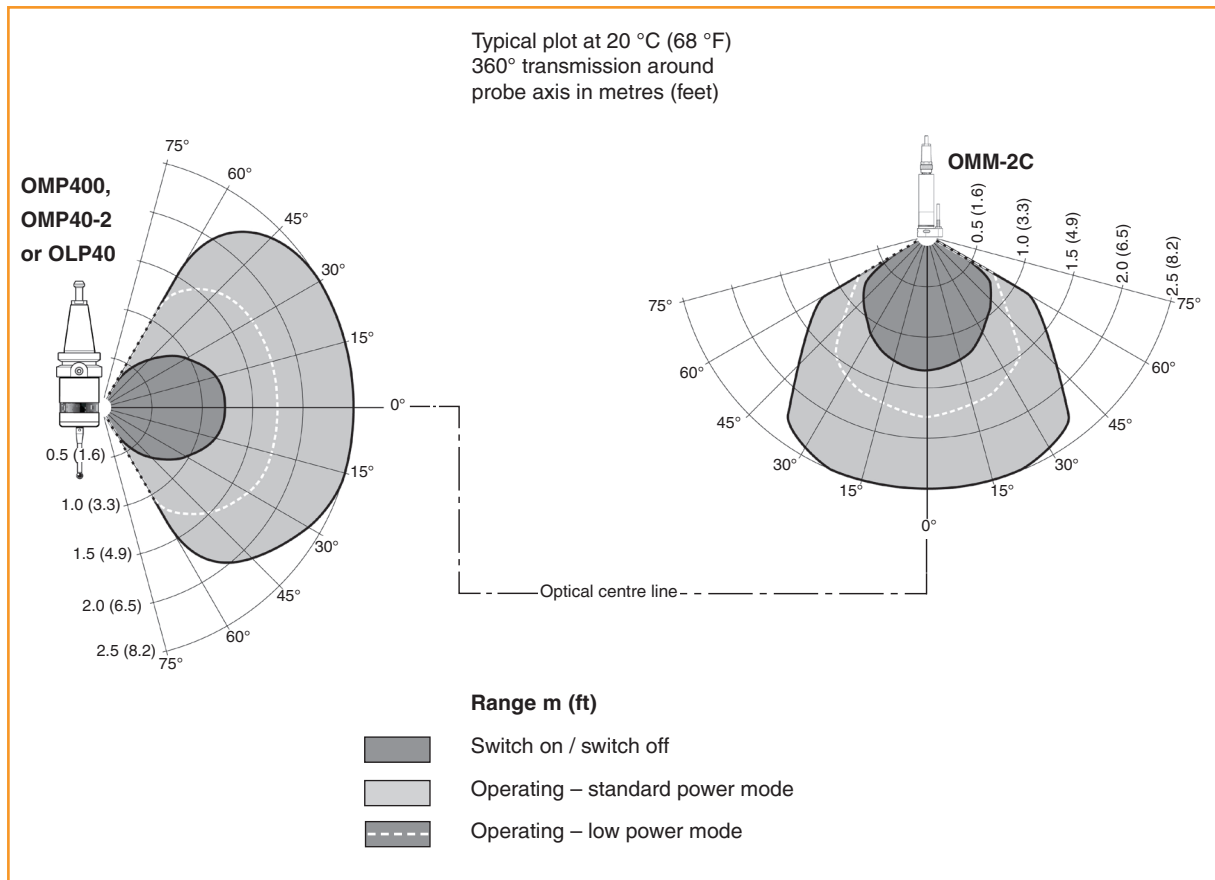 Typical plot at 20 °C (68 °F)
360° transmission around
probe axis in metres (feet)
OMP400,
OMP40-2
or OLP40
75°
60°
45°
30°
15°
0°
15°
30°
45°
60°
75°
0.5 (1.6)
1.0 (3.3)
1.5 (4.9)
2.0 (6.5)
2.5 (8.2)
OMM-2C
0.5 (1.6)
1.0 (3.3)
1.5 (4.9)
2.0 (6.5)
2.5 (8.2)
75°
60°
45°
30°
15°
0°
15°
30°
45°
60°
75°
Optical centre line
Range m (ft)
Switch on / switch off
Operating – standard power mode
Operating – low power mode